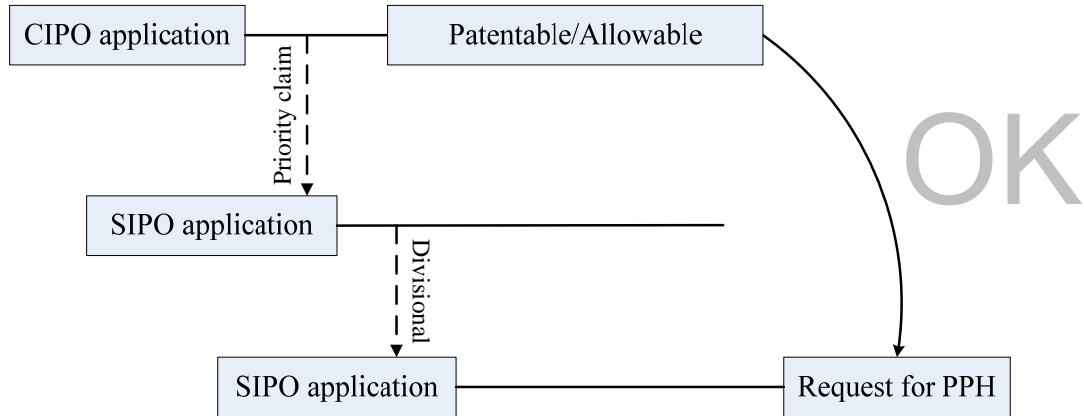 CIPO application
Patentable/Allowable
Priority claim
OK
SIPO application
Divisional
SIPO application
Request for PPH